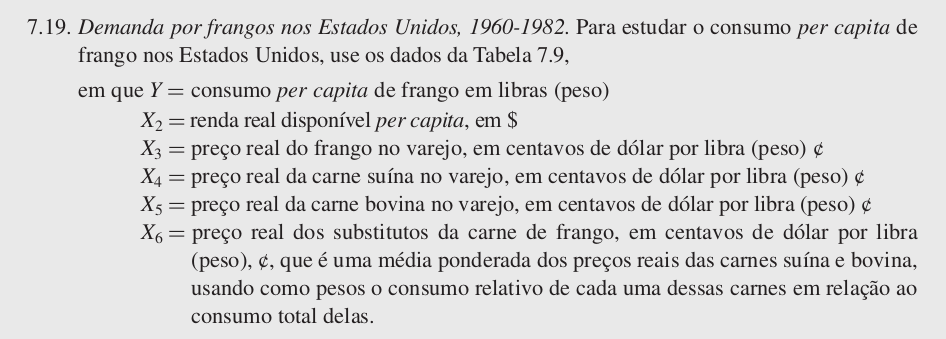 7.19. Demanda por frangos nos Estados Unidos, 1960-1982. Para estudar o consumo per capita de
frango nos Estados Unidos, use os dados da Tabela 7.9,
em que Y = consumo per capita de frango em libras (peso)
X₂ = renda real disponível per capita, em $
X₃ = preço real do frango no varejo, em centavos de dólar por libra (peso) ¢
X₄ = preço real da carne suína no varejo, em centavos de dólar por libra (peso) ¢
X₅ = preço real da carne bovina no varejo, em centavos de dólar por libra (peso) ¢
X₆ = preço real dos substitutos da carne de frango, em centavos de dólar por libra
(peso), ¢, que é uma média ponderada dos preços reais das carnes suína e bovina,
usando como pesos o consumo relativo de cada uma dessas carnes em relação ao
consumo total delas.